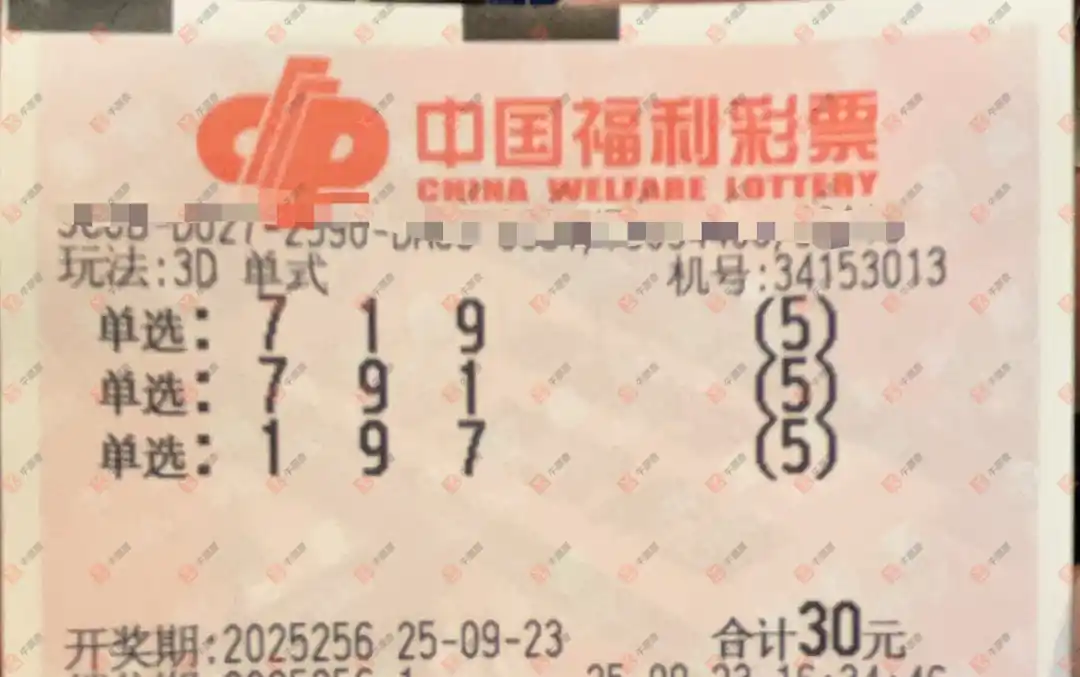 中国福利彩票
CHINA WELFARE LOTTERY
玩法:3D 单式 机号:34153013
单选: 7 1 9 (5)
单选: 7 9 1 (5)
单选: 1 9 7 (5)
开奖期:2025256 25-09-23 合计30元